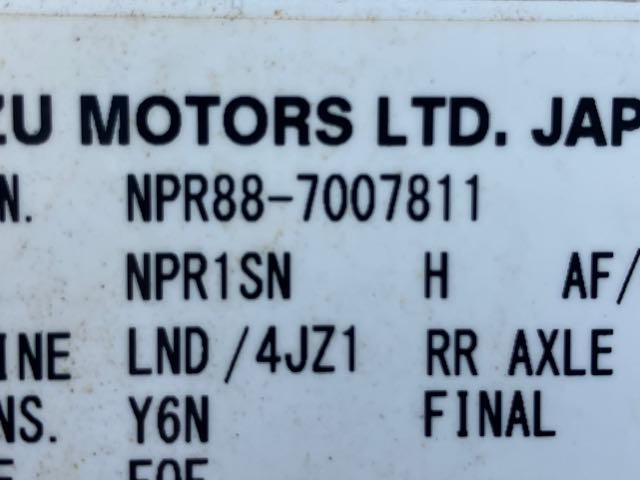 ZU MOTORS LTD. JAP
N. NPR88-7007811
NPR1SN H AF/
INE LND/4JZ1 RR AXLE
NS. Y6N FINAL